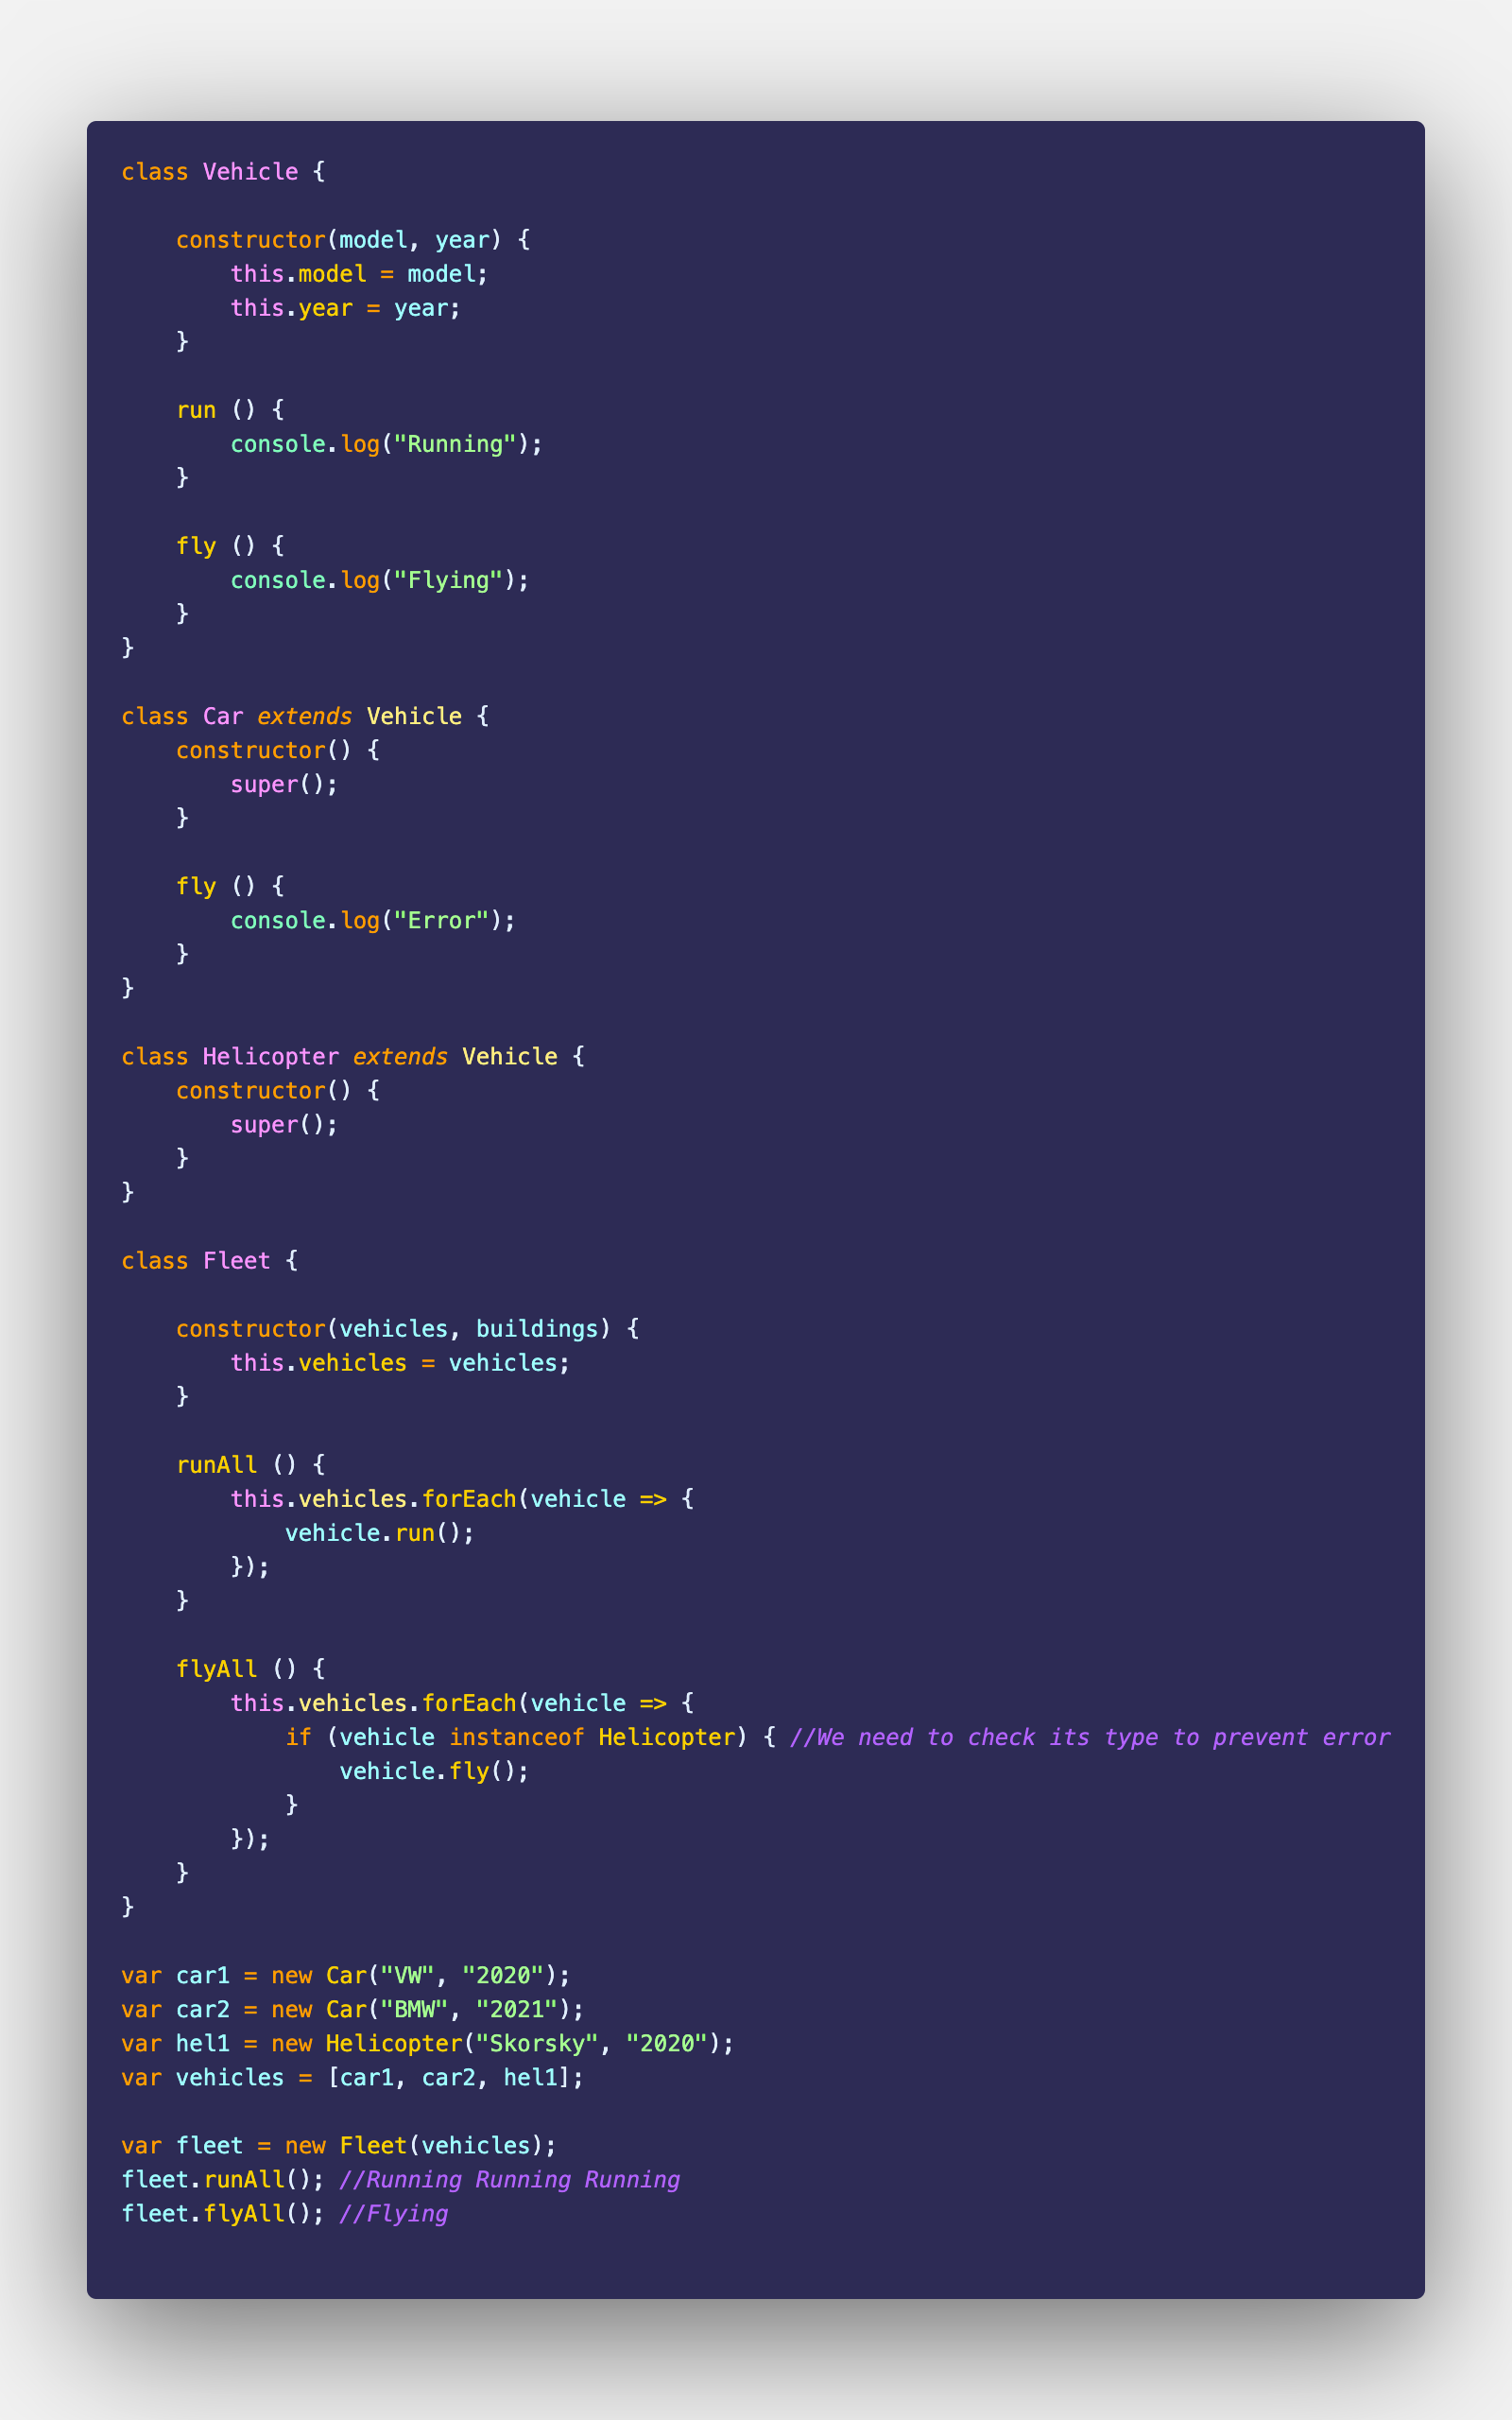 class Vehicle {
constructor(model, year) {
this.model = model;
this.year = year;
}
run () {
console.log("Running");
}
fly () {
console.log("Flying");
}
}
class Car extends Vehicle {
constructor() {
super();
}
fly () {
console.log("Error");
}
}
class Helicopter extends Vehicle {
constructor() {
super();
}
}
class Fleet {
constructor(vehicles, buildings) {
this.vehicles = vehicles;
}
runAll () {
this.vehicles.forEach(vehicle => {
vehicle.run();
});
}
flyAll () {
this.vehicles.forEach(vehicle => {
if (vehicle instanceof Helicopter) { //We need to check its type to prevent error
vehicle.fly();
}
});
}
}
var car1 = new Car("VW", "2020");
var car2 = new Car("BMW", "2021");
var hel1 = new Helicopter("Skorsky", "2020");
var vehicles = [car1, car2, hel1];
var fleet = new Fleet(vehicles);
fleet.runAll(); //Running Running Running
fleet.flyAll(); //Flying